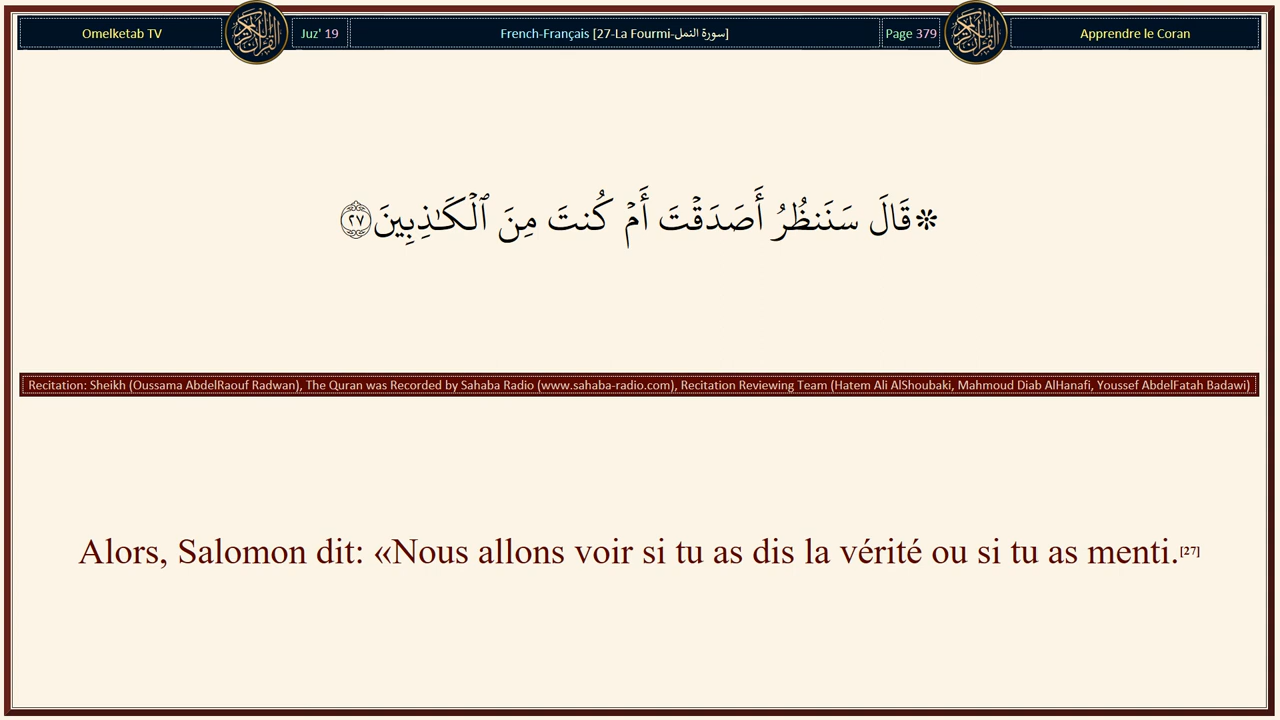 Omelketab TV
Juz' 19
French-Français [27-La Fourmi-سورة النمل]
Page 379
Apprendre le Coran
۞قَالَ سَنَنظُرُ أَصَدَقۡتَ أَمۡ كُنتَ مِنَ ٱلۡكَـٰذِبِينَ ٢٧
Recitation: Sheikh (Oussama AbdelRaouf Radwan), The Quran was Recorded by Sahaba Radio (www.sahaba-radio.com), Recitation Reviewing Team (Hatem Ali AlShoubaki, Mahmoud Diab AlHanafi, Youssef AbdelFatah Badawi)
Alors, Salomon dit: «Nous allons voir si tu as dis la vérité ou si tu as menti.[27]